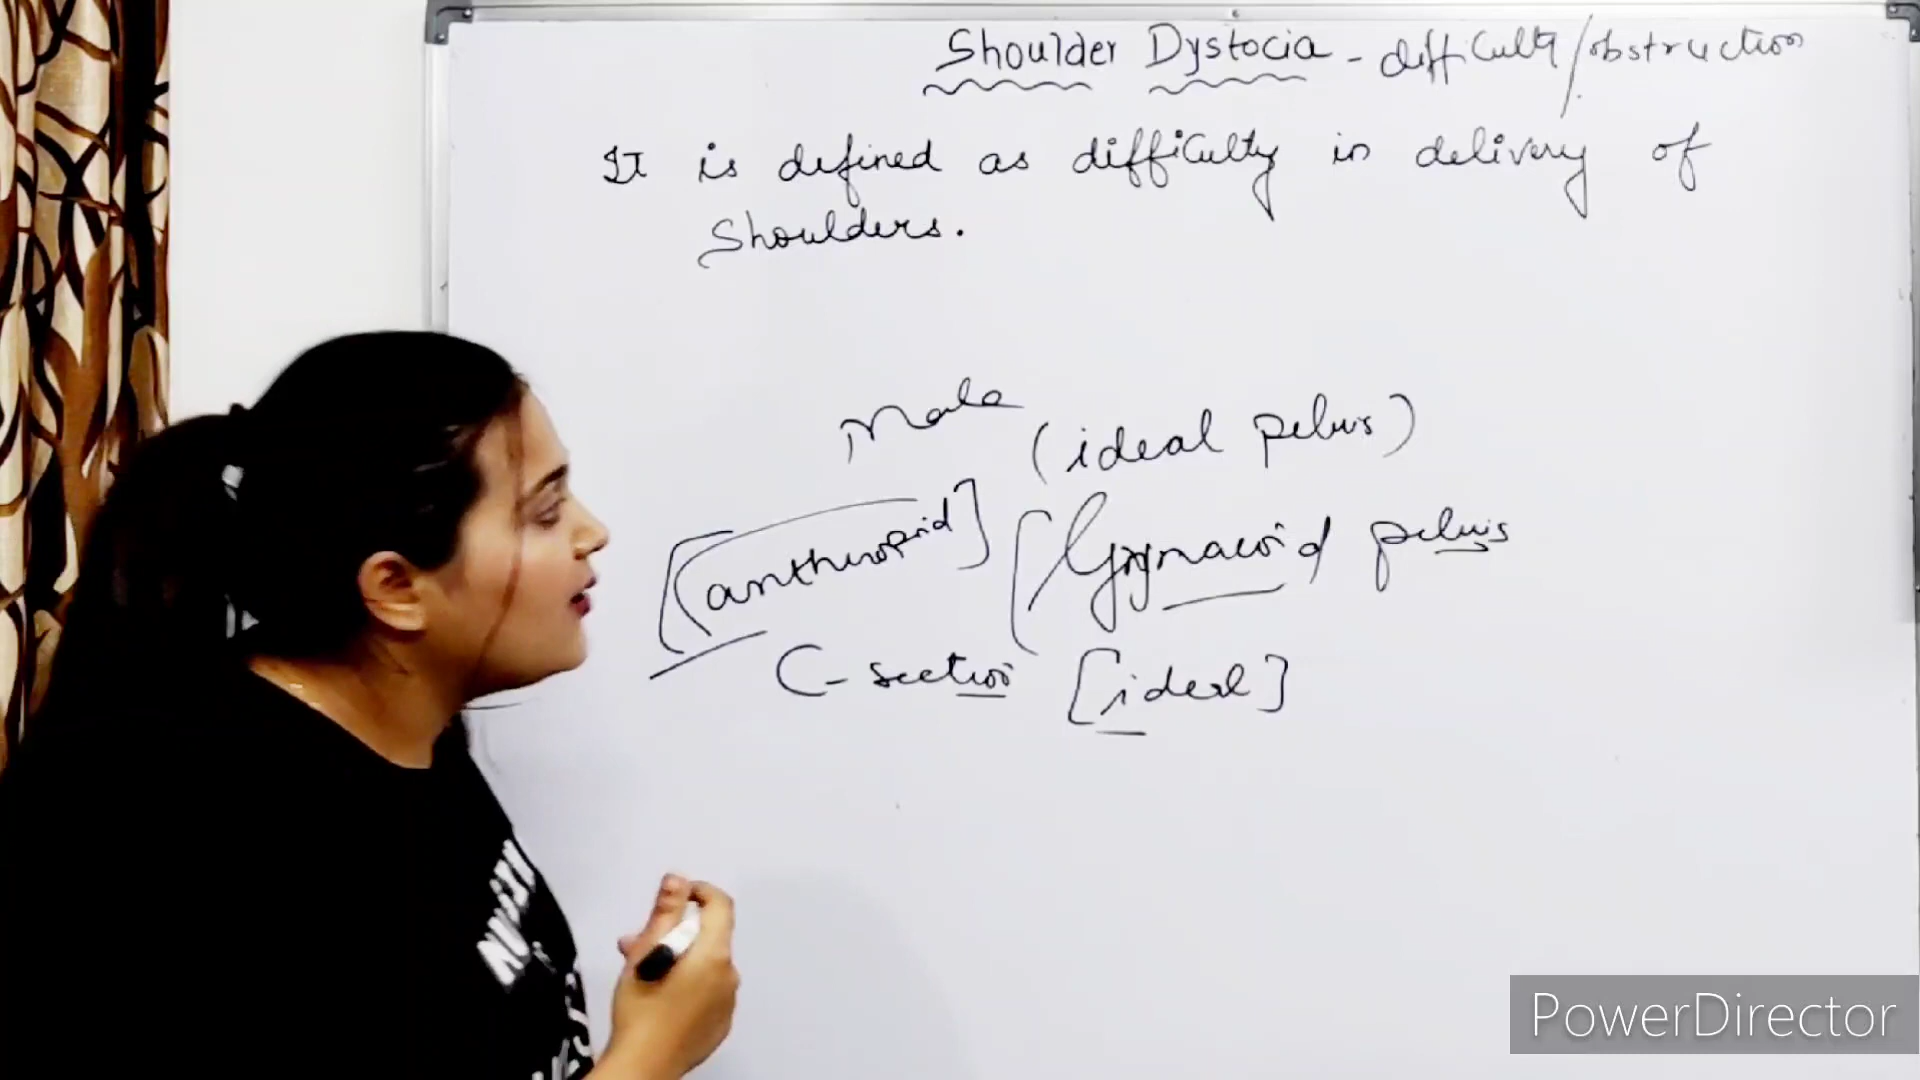 Shoulder Dystocia - difficulty/obstruction
It is defined as difficulty in delivery of
Shoulders.
Male
(ideal pelvis)
[(anthropoid]
[Gynaecoid pelvis
C-section [ideal]
PowerDirector